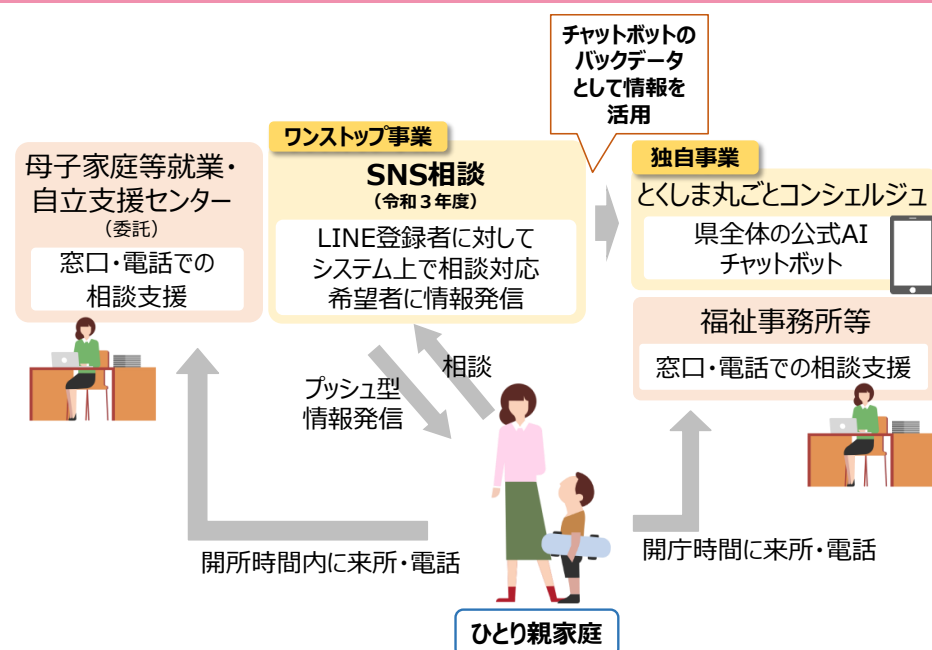 チャットボットの
バックデータ
として情報を
活用
母子家庭等就業・
自立支援センター
（委託）
窓口・電話での
相談支援
ワンストップ事業
SNS相談
（令和３年度）
LINE登録者に対して
システム上で相談対応
希望者に情報発信
独自事業
とくしま丸ごとコンシェルジュ
県全体の公式AI
チャットボット
福祉事務所等
窓口・電話での相談支援
相談
プッシュ型
情報発信
開所時間内に来所・電話
開庁時間に来所・電話
ひとり親家庭